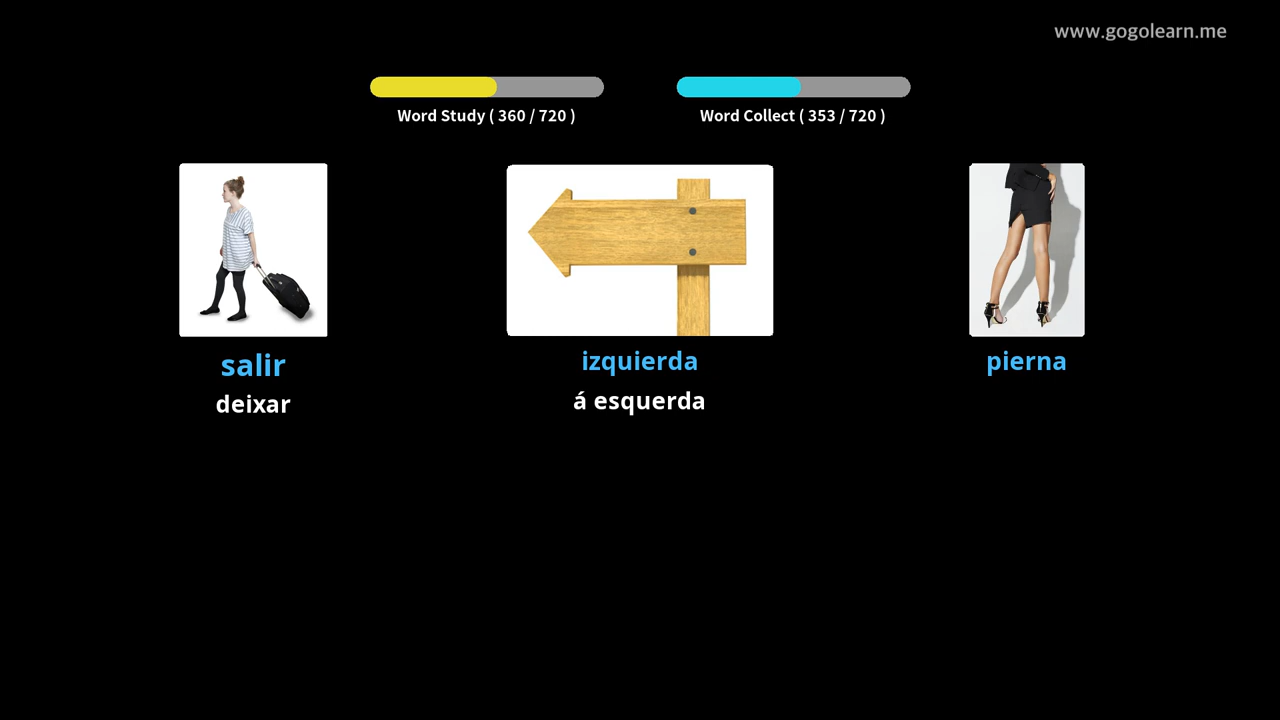 www.gogolearn.me
Word Study ( 360 / 720 )
Word Collect ( 353 / 720 )
salir
izquierda
pierna
deixar
á esquerda